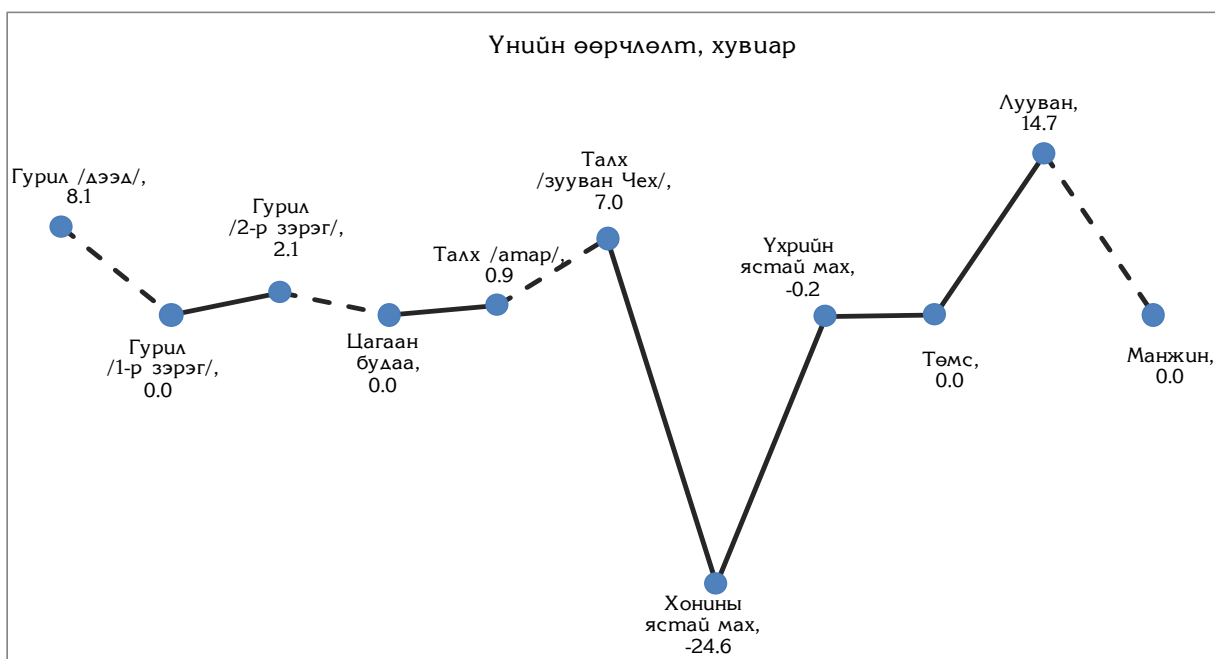 Үнийн өөрчлөлт, хувиар
Гурил /дээд/,
8.1
Гурил
/1-р зэрэг/,
0.0
Гурил
/2-р зэрэг/,
2.1
Цагаан
будаа,
0.0
Талх /атар/,
0.9
Талх
/зууван Чех/,
7.0
Хонины
ястай мах,
-24.6
Үхрийн
ястай мах,
-0.2
Төмс,
0.0
Лууван,
14.7
Манжин,
0.0